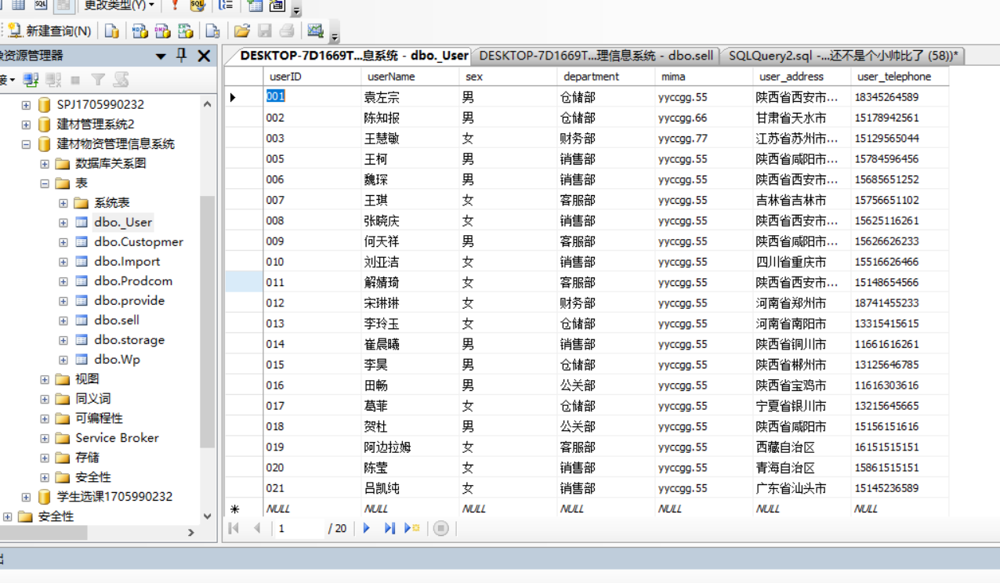 更改类型(Y)
新建查询(N)
资源管理器
DESKTOP-7D1669T...息系统 - dbo._User
DESKTOP-7D1669T...理信息系统 - dbo.sell
SQLQuery2.sql -...还不是个小帅比了 (58))*
SPJ1705990232
建材管理系统2
建材物资管理信息系统
数据库关系图
表
系统表
dbo._User
dbo.Custopmer
dbo.Import
dbo.Prodcom
dbo.provide
dbo.sell
dbo.storage
dbo.Wp
视图
同义词
可编程性
Service Broker
存储
安全性
学生选课1705990232
安全性
userID userName sex department mima user_address user_telephone
001 袁左宗 男 仓储部 yyccgg.55 陕西省西安市... 18345264589
002 陈知报 男 仓储部 yyccgg.66 甘肃省天水市 15178942561
003 王慧敏 女 财务部 yyccgg.77 江苏省苏州市... 15129565044
005 王柯 男 销售部 yyccgg.55 陕西省咸阳市... 15784596456
006 魏琛 男 销售部 yyccgg.55 陕西省西安市... 15685651252
007 王琪 女 客服部 yyccgg.55 吉林省吉林市 15756651102
008 张晓庆 女 销售部 yyccgg.55 陕西省西安市... 15625116261
009 何天祥 男 客服部 yyccgg.55 陕西省咸阳市... 15626626233
010 刘亚洁 女 销售部 yyccgg.55 四川省重庆市 15516626466
011 解婧琦 女 客服部 yyccgg.55 陕西省西安市... 15148654566
012 宋琳琳 女 财务部 yyccgg.55 河南省郑州市 18741455233
013 李玲玉 女 仓储部 yyccgg.55 河南省南阳市 13315415615
014 崔晨曦 男 销售部 yyccgg.55 陕西省铜川市 11661616261
015 李昊 男 仓储部 yyccgg.55 陕西省郴州市 13125646785
016 田畅 男 公关部 yyccgg.55 陕西省宝鸡市 11616303616
017 葛菲 女 仓储部 yyccgg.55 宁夏省银川市 13215645665
018 贺杜 男 公关部 yyccgg.55 陕西省咸阳市 15156151616
019 阿边拉姆 女 客服部 yyccgg.55 西藏自治区 16151515151
020 陈莹 女 销售部 yyccgg.55 青海自治区 15861515151
021 吕凯纯 女 销售部 yyccgg.55 广东省汕头市 15145236589
NULL NULL NULL NULL NULL NULL NULL
1 / 20